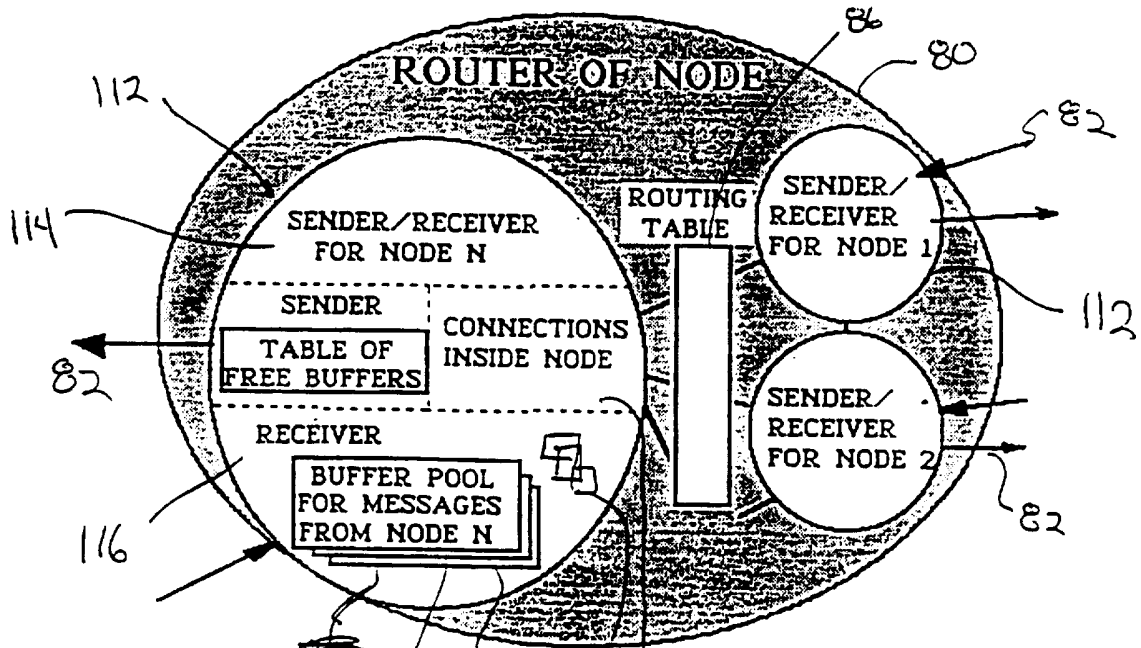 86
ROUTER OF NODE
80
112
82
ROUTING
TABLE
SENDER/
RECEIVER
FOR NODE 1
114
SENDER/RECEIVER
FOR NODE N
112
SENDER
CONNECTIONS
INSIDE NODE
TABLE OF
FREE BUFFERS
82
SENDER/
RECEIVER
FOR NODE 2
RECEIVER
BUFFER POOL
FOR MESSAGES
FROM NODE N
82
116